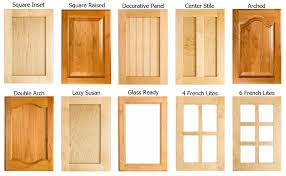 Square Inset
Square Raised
Decorative Panel
Center Stile
Arched
Double Arch
Lazy Susan
Glass Ready
4 French Lites
6 French Lites